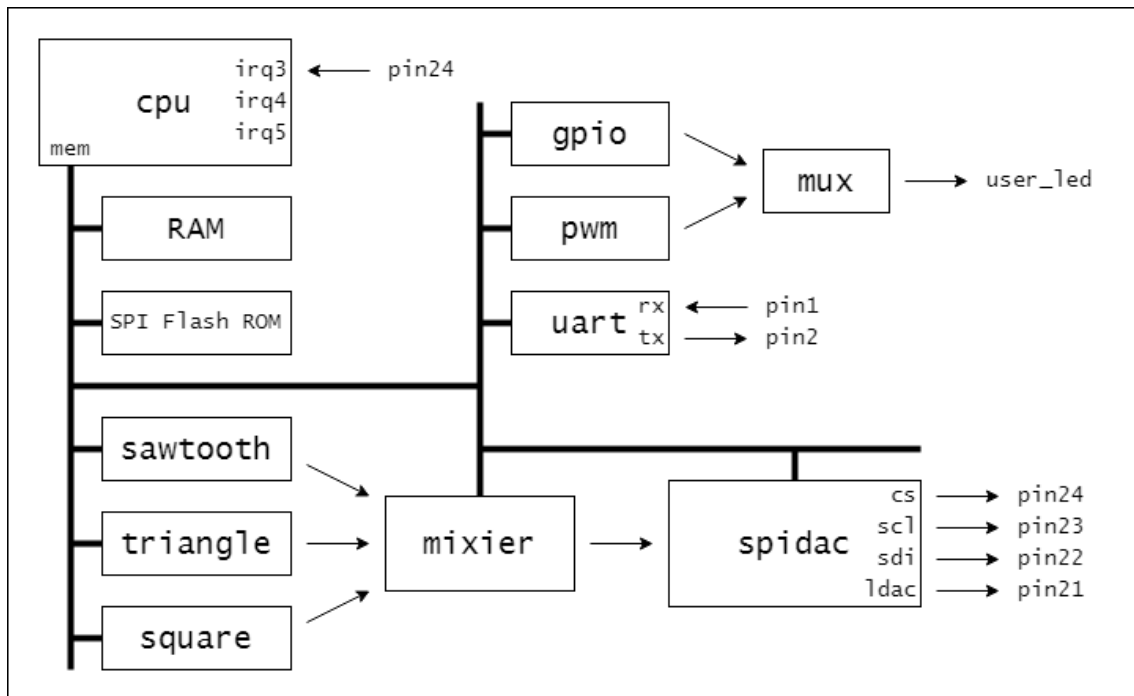 cpu
irq3
irq4
irq5
mem
pin24
RAM
SPI Flash ROM
gpio
pwm
mux
user_led
uart
rx
tx
pin1
pin2
sawtooth
triangle
square
mixier
spidac
cs
scl
sdi
ldac
pin24
pin23
pin22
pin21